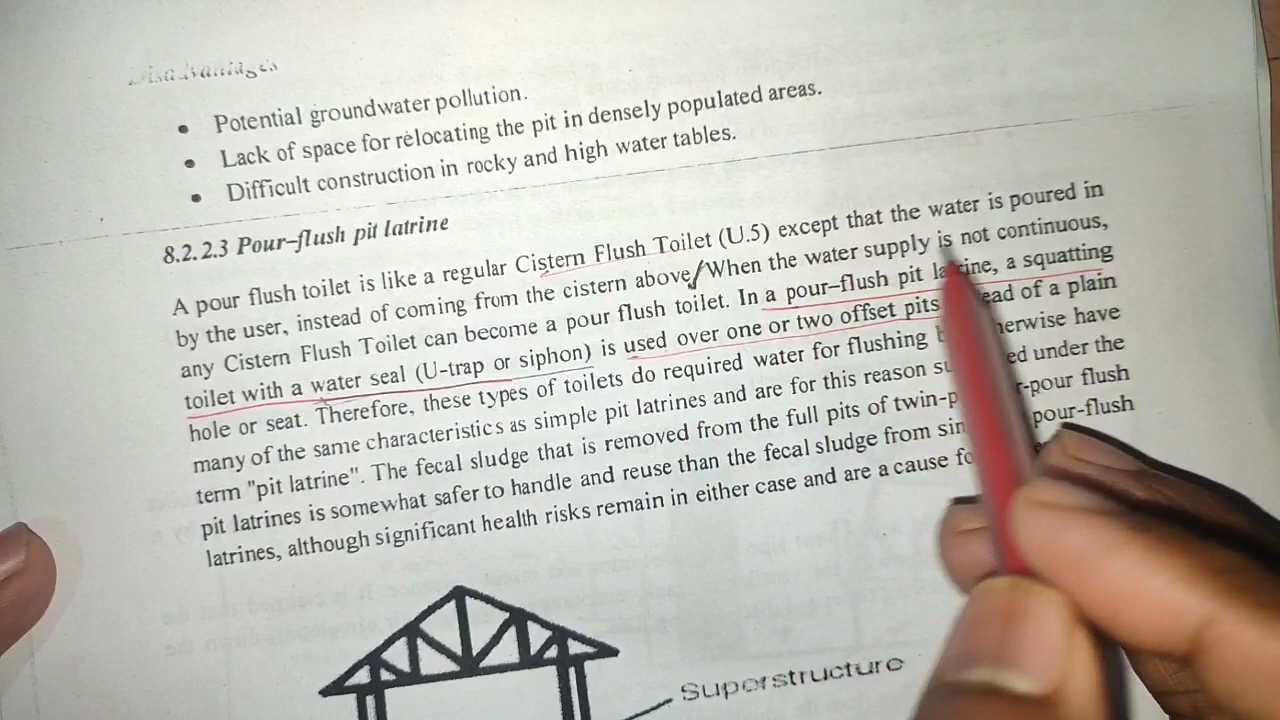 Disadvantages
• Potential groundwater pollution.
• Lack of space for relocating the pit in densely populated areas.
• Difficult construction in rocky and high water tables.
8.2.2.3 Pour–flush pit latrine
A pour flush toilet is like a regular Cistern Flush Toilet (U.5) except that the water is poured in
by the user, instead of coming from the cistern above/When the water supply is not continuous,
any Cistern Flush Toilet can become a pour flush toilet. In a pour–flush pit latrine, a squatting
toilet with a water seal (U-trap or siphon) is used over one or two offset pits ead of a plain
hole or seat. Therefore, these types of toilets do required water for flushing b herwise have
many of the same characteristics as simple pit latrines and are for this reason su ed under the
term "pit latrine". The fecal sludge that is removed from the full pits of twin-p r-pour flush
pit latrines is somewhat safer to handle and reuse than the fecal sludge from sin pour-flush
latrines, although significant health risks remain in either case and are a cause fo
Superstructure